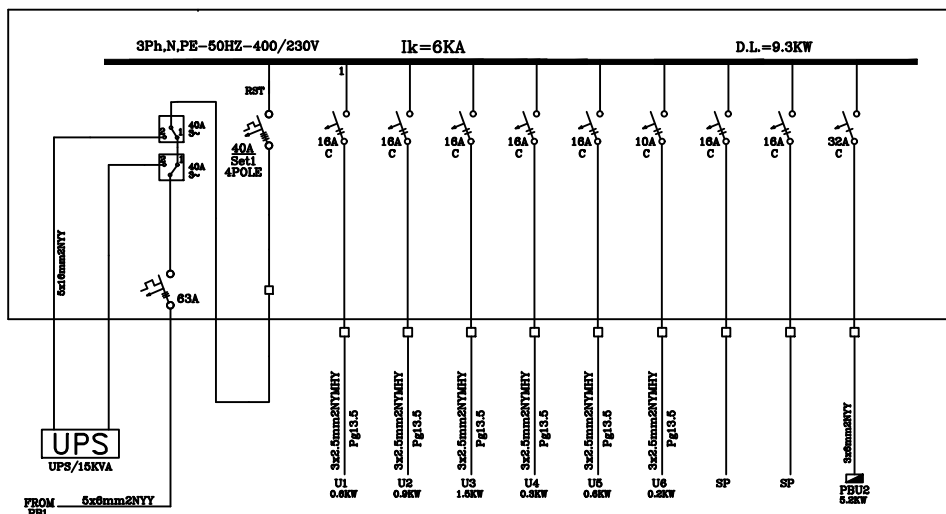 3Ph,N,PE-50HZ-400/230V
Ik=6KA
D.L.=9.3KW
1
RST
2 1
40A
3~
2 1
40A
3~
40A
Set1
4POLE
16A
C
16A
C
16A
C
16A
C
16A
C
10A
C
16A
C
16A
C
32A
C
5x16mm2NYY
63A
3x2.5mm2NYMHY
Pg13.5
3x2.5mm2NYMHY
Pg13.5
3x2.5mm2NYMHY
Pg13.5
3x2.5mm2NYMHY
Pg13.5
3x2.5mm2NYMHY
Pg13.5
3x2.5mm2NYMHY
Pg13.5
3x6mm2NYY
UPS
UPS/15KVA
U1
0.6KW
U2
0.9KW
U3
1.5KW
U4
0.3KW
U5
0.6KW
U6
0.2KW
SP
SP
PBU2
5.2KW
FROM
5x6mm2NYY